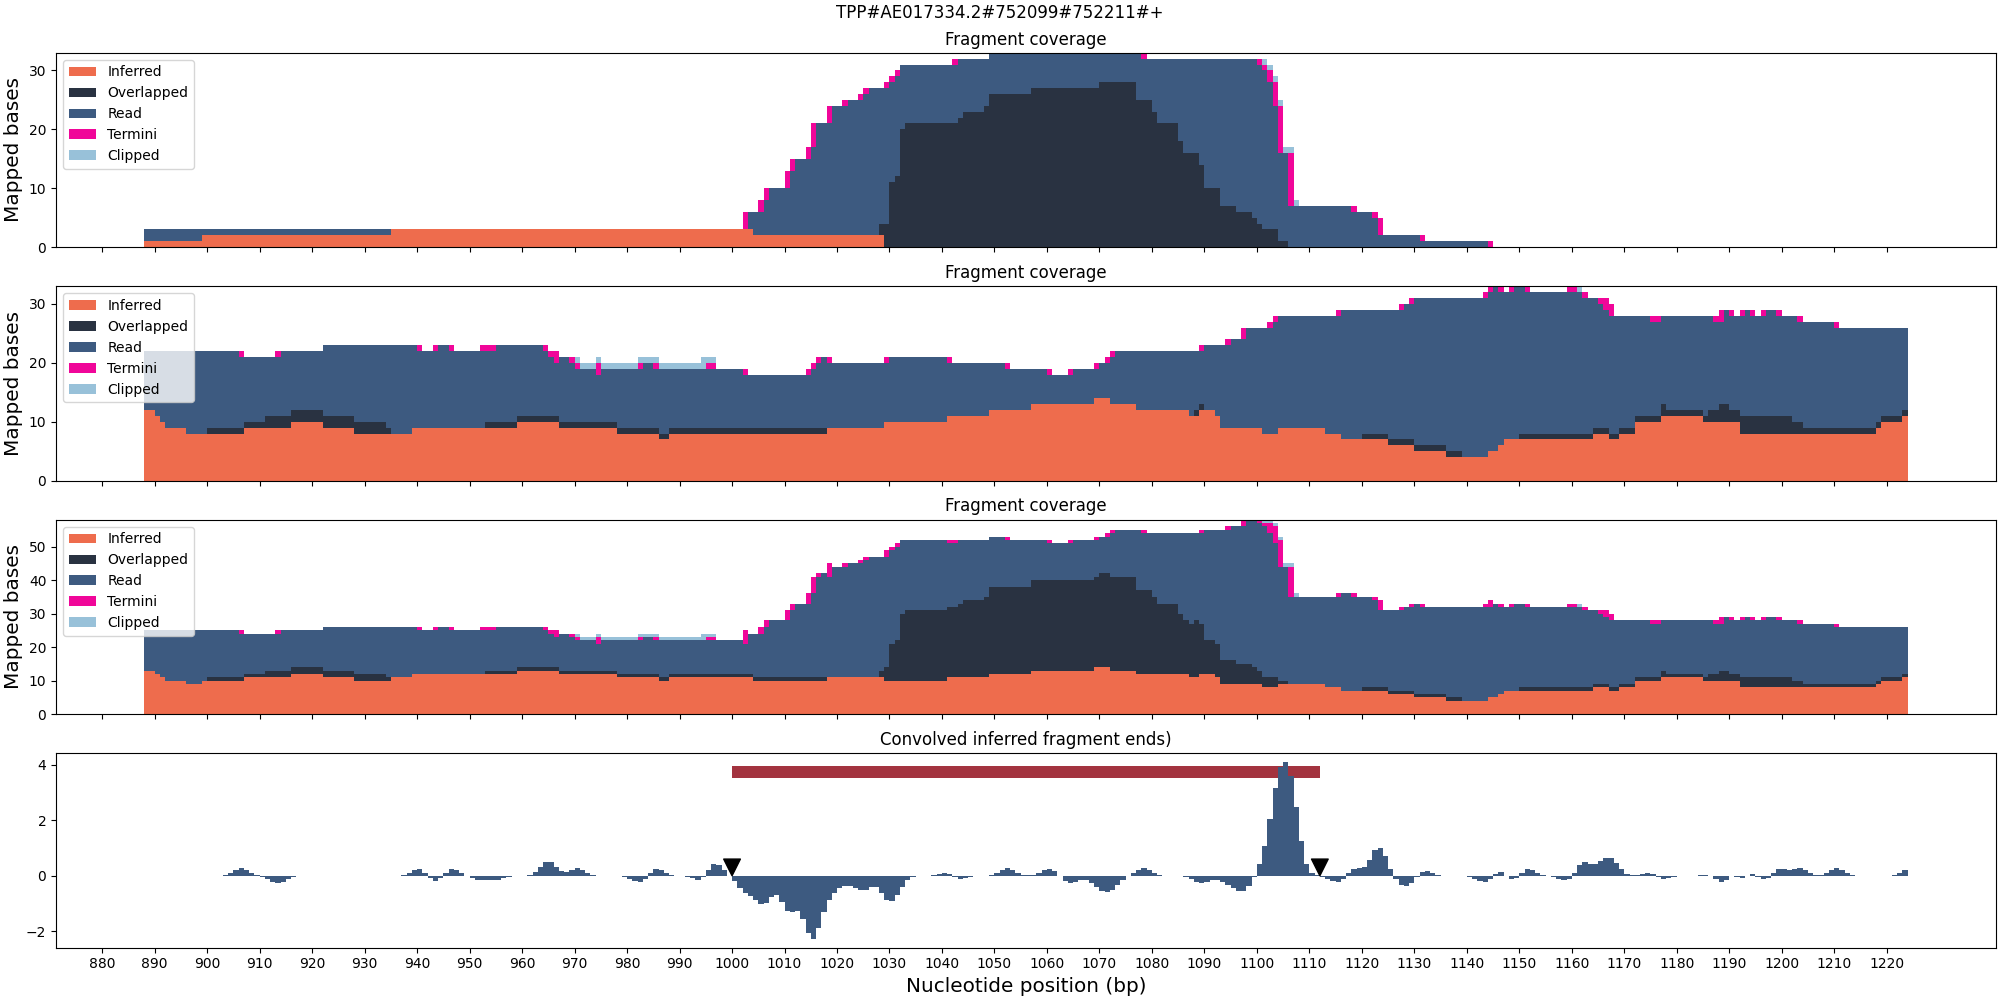 TPP#AE017334.2#752099#752211#+
Fragment coverage
Mapped bases
30
20
10
0
Inferred
Overlapped
Read
Termini
Clipped
Fragment coverage
Mapped bases
30
20
10
0
Inferred
Overlapped
Read
Termini
Clipped
Fragment coverage
Mapped bases
50
40
30
20
10
0
Inferred
Overlapped
Read
Termini
Clipped
Convolved inferred fragment ends)
4
2
0
−2
880 890 900 910 920 930 940 950 960 970 980 990 1000 1010 1020 1030 1040 1050 1060 1070 1080 1090 1100 1110 1120 1130 1140 1150 1160 1170 1180 1190 1200 1210 1220
Nucleotide position (bp)